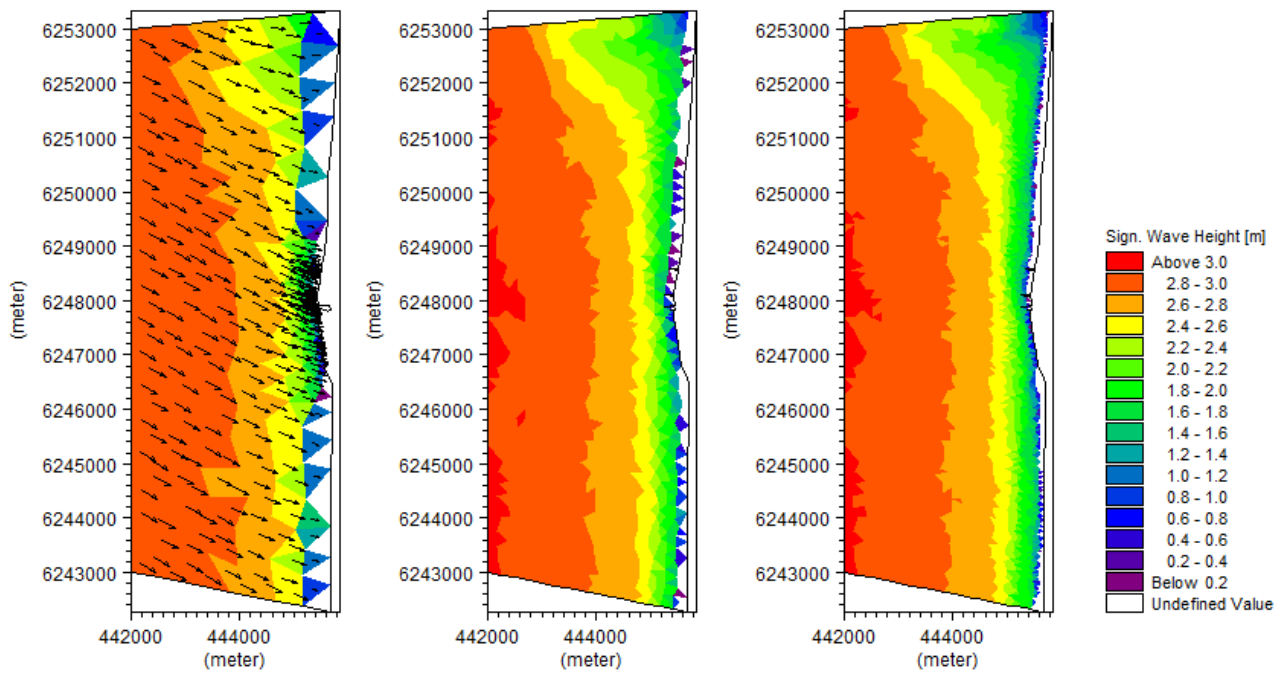 6253000
6252000
6251000
6250000
6249000
6248000
6247000
6246000
6245000
6244000
6243000
(meter)
442000 444000
(meter)
6253000
6252000
6251000
6250000
6249000
6248000
6247000
6246000
6245000
6244000
6243000
(meter)
442000 444000
(meter)
6253000
6252000
6251000
6250000
6249000
6248000
6247000
6246000
6245000
6244000
6243000
(meter)
442000 444000
(meter)
Sign. Wave Height [m]
Above 3.0
2.8 - 3.0
2.6 - 2.8
2.4 - 2.6
2.2 - 2.4
2.0 - 2.2
1.8 - 2.0
1.6 - 1.8
1.4 - 1.6
1.2 - 1.4
1.0 - 1.2
0.8 - 1.0
0.6 - 0.8
0.4 - 0.6
0.2 - 0.4
Below 0.2
Undefined Value